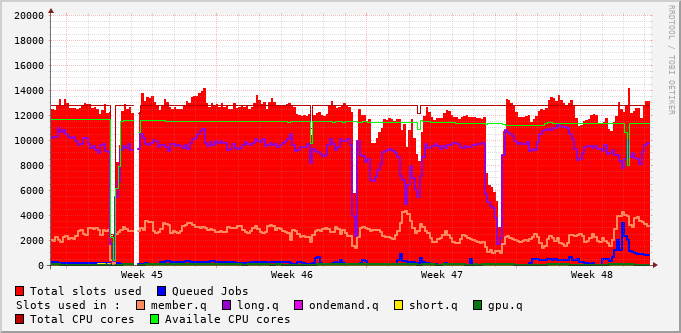 RRDTOOL / TOBI OETIKER
20000
18000
16000
14000
12000
10000
8000
6000
4000
2000
0
Week 45 Week 46 Week 47 Week 48
Total slots used Queued Jobs
Slots used in : member.q long.q ondemand.q short.q gpu.q
Total CPU cores Availale CPU cores